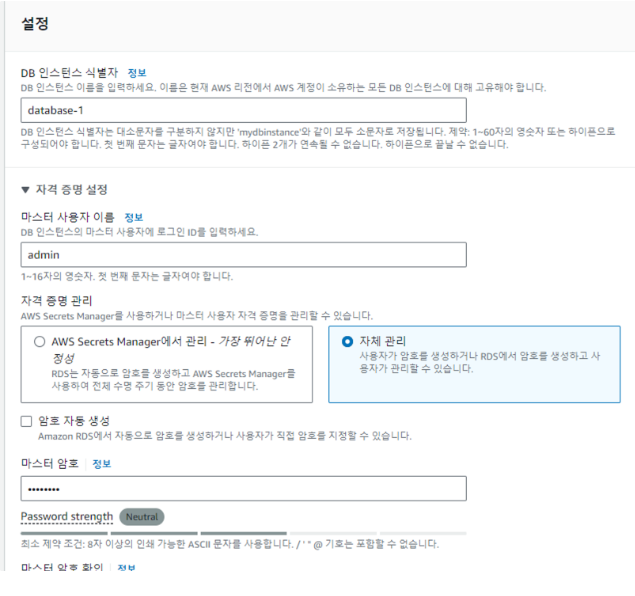 설정
DB 인스턴스 식별자 정보
DB 인스턴스 이름을 입력하세요. 이름은 현재 AWS 리전에서 AWS 계정이 소유하는 모든 DB 인스턴스에 대해 고유해야 합니다.
database-1
DB 인스턴스 식별자는 대소문자를 구분하지 않지만 'mydbinstance'와 같이 모두 소문자로 저장됩니다. 제약: 1~60자의 영숫자 또는 하이픈으로
구성되어야 합니다. 첫 번째 문자는 글자여야 합니다. 하이픈 2개가 연속될 수 없습니다. 하이픈으로 끝날 수 없습니다.
▼ 자격 증명 설정
마스터 사용자 이름 정보
DB 인스턴스의 마스터 사용자에 로그인 ID를 입력하세요.
admin
1~16자의 영숫자. 첫 번째 문자는 글자여야 합니다.
자격 증명 관리
AWS Secrets Manager를 사용하거나 마스터 사용자 자격 증명을 관리할 수 있습니다.
AWS Secrets Manager에서 관리 - 가장 뛰어난 안
정성
RDS는 자동으로 암호를 생성하고 AWS Secrets Manager를
사용하여 전체 수명 주기 동안 암호를 관리합니다.
자체 관리
사용자가 암호를 생성하거나 RDS에서 암호를 생성하고 사
용자가 관리할 수 있습니다.
암호 자동 생성
Amazon RDS에서 자동으로 암호를 생성하거나 사용자가 직접 암호를 지정할 수 있습니다.
마스터 암호 정보
••••••••
Password strength Neutral
최소 제약 조건: 8자 이상의 인쇄 가능한 ASCII 문자를 사용합니다. / ' " @ 기호는 포함할 수 없습니다.
마스터 암호 확인 정보